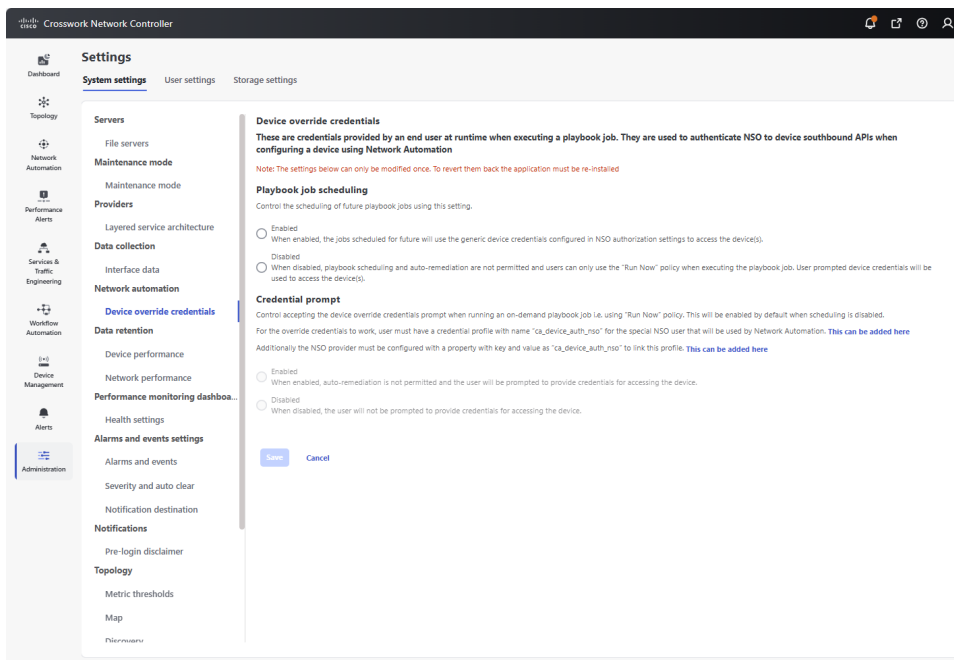 cisco Crosswork Network Controller
Settings
System settings User settings Storage settings
Dashboard
Topology
Network
Automation
Performance
Alerts
Services &
Traffic
Engineering
Workflow
Automation
Device
Management
Alerts
Administration
Servers
File servers
Maintenance mode
Maintenance mode
Providers
Layered service architecture
Data collection
Interface data
Network automation
Device override credentials
Data retention
Device performance
Network performance
Performance monitoring dashboa...
Health settings
Alarms and events settings
Alarms and events
Severity and auto clear
Notification destination
Notifications
Pre-login disclaimer
Topology
Metric thresholds
Map
Discovery
Device override credentials
These are credentials provided by an end user at runtime when executing a playbook job. They are used to authenticate NSO to device southbound APIs when
configuring a device using Network Automation
Note: The settings below can only be modified once. To revert them back the application must be re-installed
Playbook job scheduling
Control the scheduling of future playbook jobs using this setting.
Enabled
When enabled, the jobs scheduled for future will use the generic device credentials configured in NSO authorization settings to access the device(s).
Disabled
When disabled, playbook scheduling and auto-remediation are not permitted and users can only use the "Run Now" policy when executing the playbook job. User prompted device credentials will be
used to access the device(s).
Credential prompt
Control accepting the device override credentials prompt when running an on-demand playbook job i.e. using "Run Now" policy. This will be enabled by default when scheduling is disabled.
For the override credentials to work, user must have a credential profile with name "ca_device_auth_nso" for the special NSO user that will be used by Network Automation. This can be added here
Additionally the NSO provider must be configured with a property with key and value as "ca_device_auth_nso" to link this profile. This can be added here
Enabled
When enabled, auto-remediation is not permitted and the user will be prompted to provide credentials for accessing the device.
Disabled
When disabled, the user will not be prompted to provide credentials for accessing the device.
Save Cancel